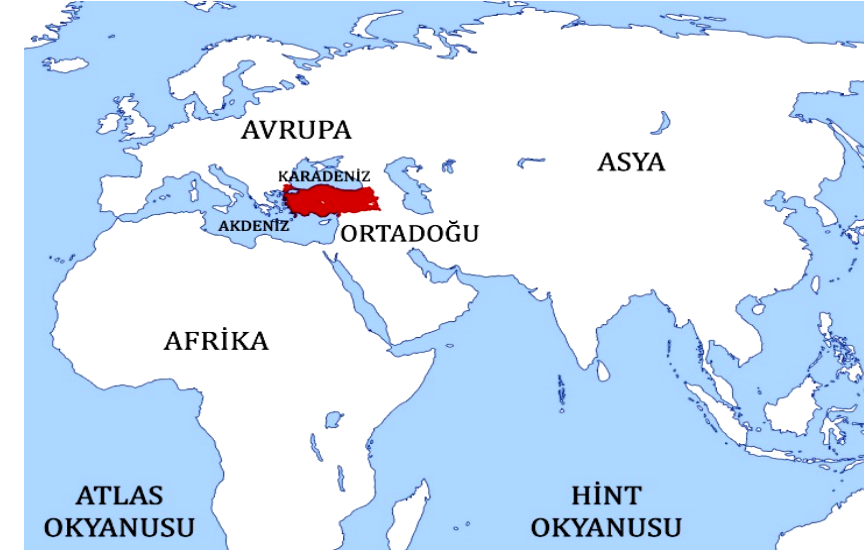 AVRUPA
ASYA
KARADENİZ
AKDENİZ
ORTADOĞU
AFRİKA
ATLAS
OKYANUSU
HİNT
OKYANUSU